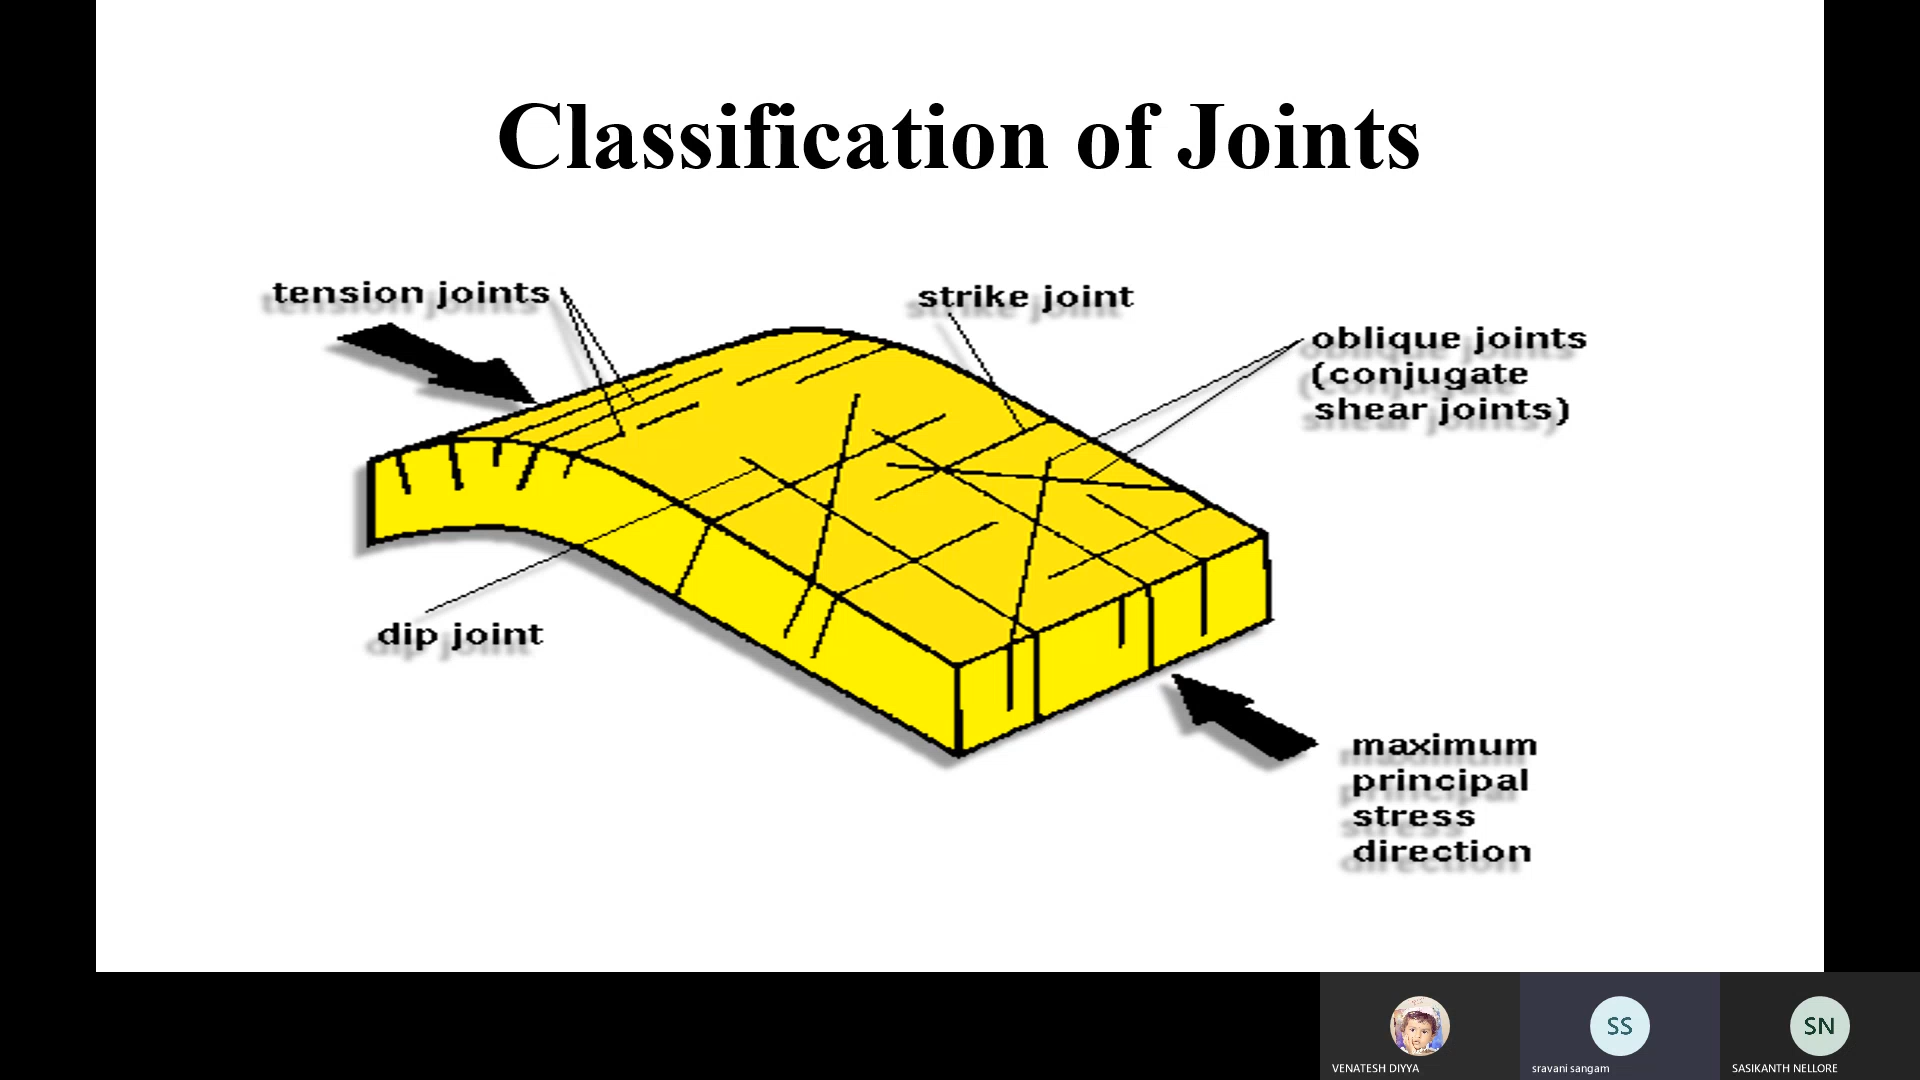 Classification of Joints
tension joints
strike joint
oblique joints
(conjugate
shear joints)
dip joint
maximum
principal
stress
direction
SS
SN
VENATESH DIYYA
sravani sangam
SASIKANTH NELLORE